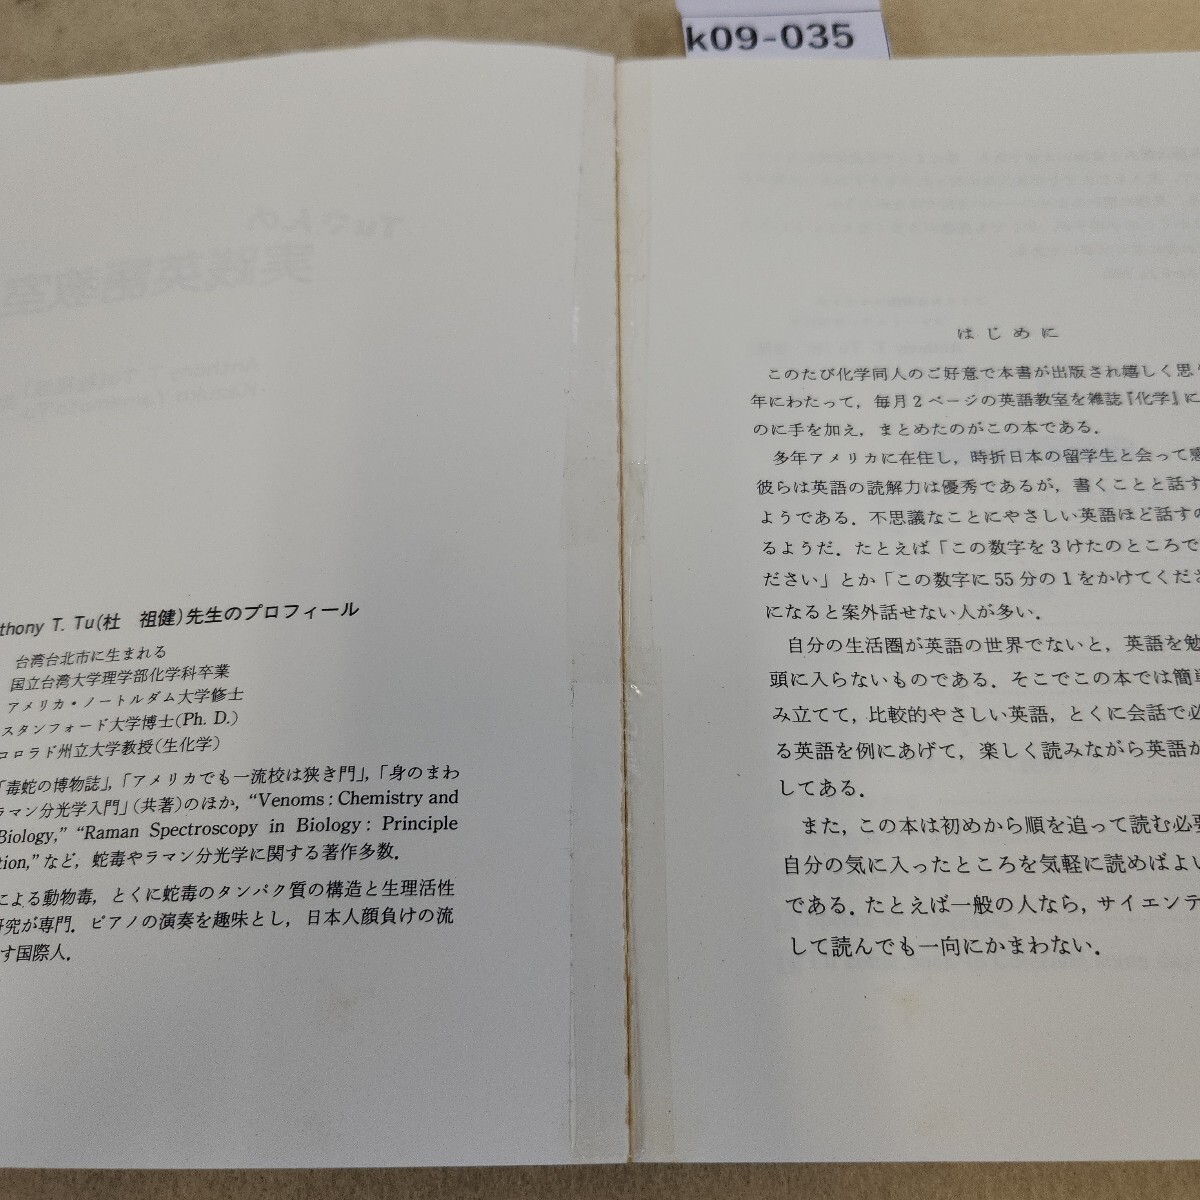 k09-035
thony T. Tu(杜 祖健)先生のプロフィール
台湾台北市に生まれる
国立台湾大学理学部化学科卒業
アメリカ・ノートルダム大学修士
スタンフォード大学博士(Ph. D.)
コロラド州立大学教授(生化学)
「毒蛇の博物誌」,「アメリカでも一流校は狭き門」,「身のまわ
ラマン分光学入門」(共著)のほか, “Venoms : Chemistry and
Biology,” “Raman Spectroscopy in Biology : Principle
tion,” など, 蛇毒やラマン分光学に関する著作多数.
による動物毒, とくに蛇毒のタンパク質の構造と生理活性
研究が専門. ピアノの演奏を趣味とし, 日本人顔負けの流
す国際人.
はじめに
このたび化学同人のご好意で本書が出版され嬉しく思
年にわたって, 毎月2ページの英語教室を雑誌『化学』に
のに手を加え, まとめたのがこの本である.
多年アメリカに在住し, 時折日本の留学生と会って
彼らは英語の読解力は優秀であるが, 書くことと話す
ようである. 不思議なことにやさしい英語ほど話すの
るようだ. たとえば「この数字を3けたのところで
ださい」とか「この数字に55分の1をかけてくださ
になると案外話せない人が多い.
自分の生活圏が英語の世界でないと, 英語を勉
頭に入らないものである. そこでこの本では簡単
み立てて, 比較的やさしい英語, とくに会話で必
る英語を例にあげて, 楽しく読みながら英語が
してある.
また, この本は初めから順を追って読む必要
自分の気に入ったところを気軽に読めばよい
である. たとえば一般の人なら, サイエンテ
して読んでも一向にかまわない.